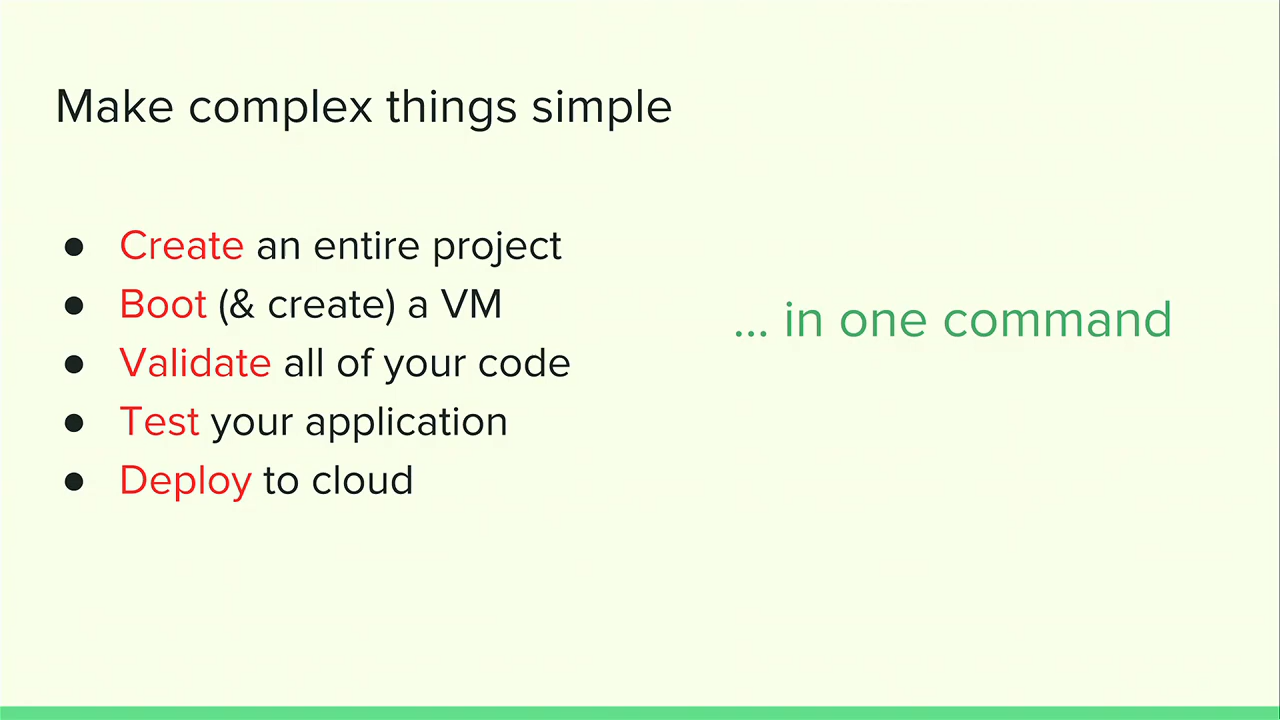 Make complex things simple
● Create an entire project
● Boot (& create) a VM
● Validate all of your code
● Test your application
● Deploy to cloud
... in one command